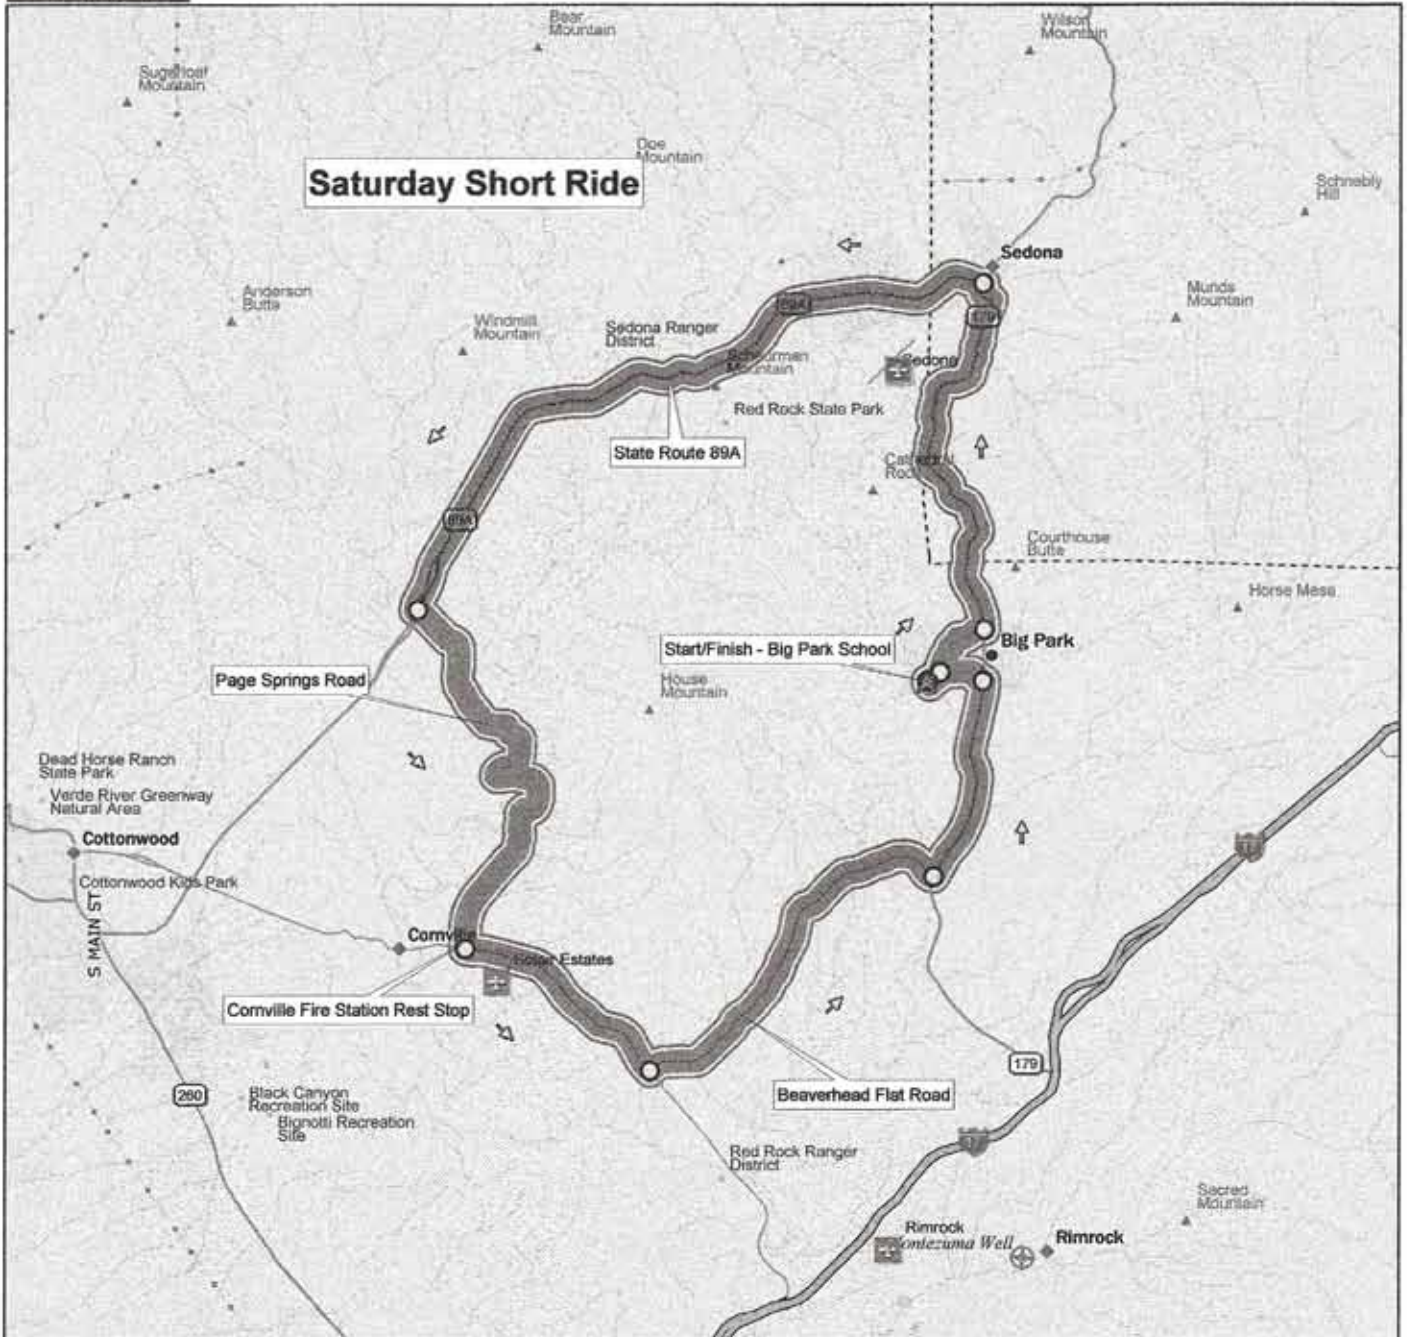 Bear
Mountain
Wilson
Mountain
Sugarloaf
Mountain
Doe
Mountain
Saturday Short Ride
Schnebly
Hill
Sedona
Munds
Mountain
Anderson
Butte
89A
179
Windmill
Mountain
Sedona Ranger
District
Scheurman
Mountain
Sedona
Red Rock State Park
State Route 89A
Cathedral
Rock
89A
Courthouse
Butte
Horse Mesa
Start/Finish - Big Park School
Big Park
Page Springs Road
House
Mountain
Dead Horse Ranch
State Park
Verde River Greenway
Natural Area
Cottonwood
Cottonwood Kids Park
S MAIN ST
Cornville
Estates
Cornville Fire Station Rest Stop
179
260
Black Canyon
Recreation Site
Bignotti Recreation
Site
Beaverhead Flat Road
17
Red Rock Ranger
District
Sacred
Mountain
Rimrock
Montezuma Well
Rimrock